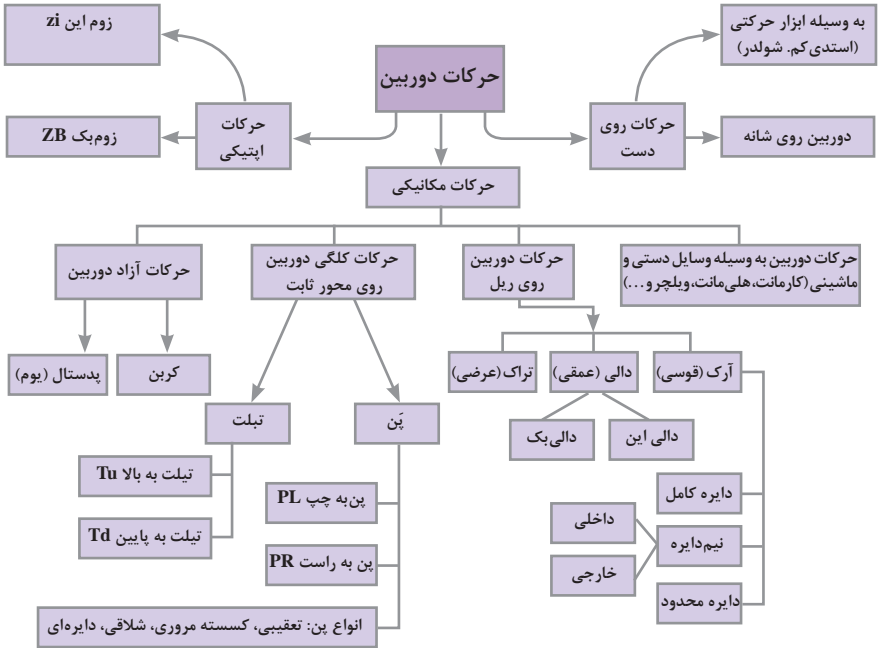 حرکات دوربین
به وسیله ابزار حرکتی
(استدی‌کم. شولدر)
زوم این zi
حرکات روی
دست
دوربین روی شانه
حرکات
اپتیکی
زوم‌بک ZB
حرکات مکانیکی
حرکات دوربین به وسیله وسایل دستی و
ماشینی (کارمانت، هلی‌مانت، ویلچر و...)
حرکات دوربین
روی ریل
حرکات کلگی دوربین
روی محور ثابت
حرکات آزاد دوربین
آرک (قوسی)
دالی (عمقی)
تراک (عرضی)
کربن
پدستال (یوم)
دالی این
دالی‌بک
پَن
تبلت
دایره کامل
نیم‌دایره
دایره محدود
داخلی
خارجی
پن‌به چپ PL
پن به راست PR
انواع پن: تعقیبی، کسسته مروری، شلاقی، دایره‌ای
تیلت به بالا Tu
تیلت به پایین Td